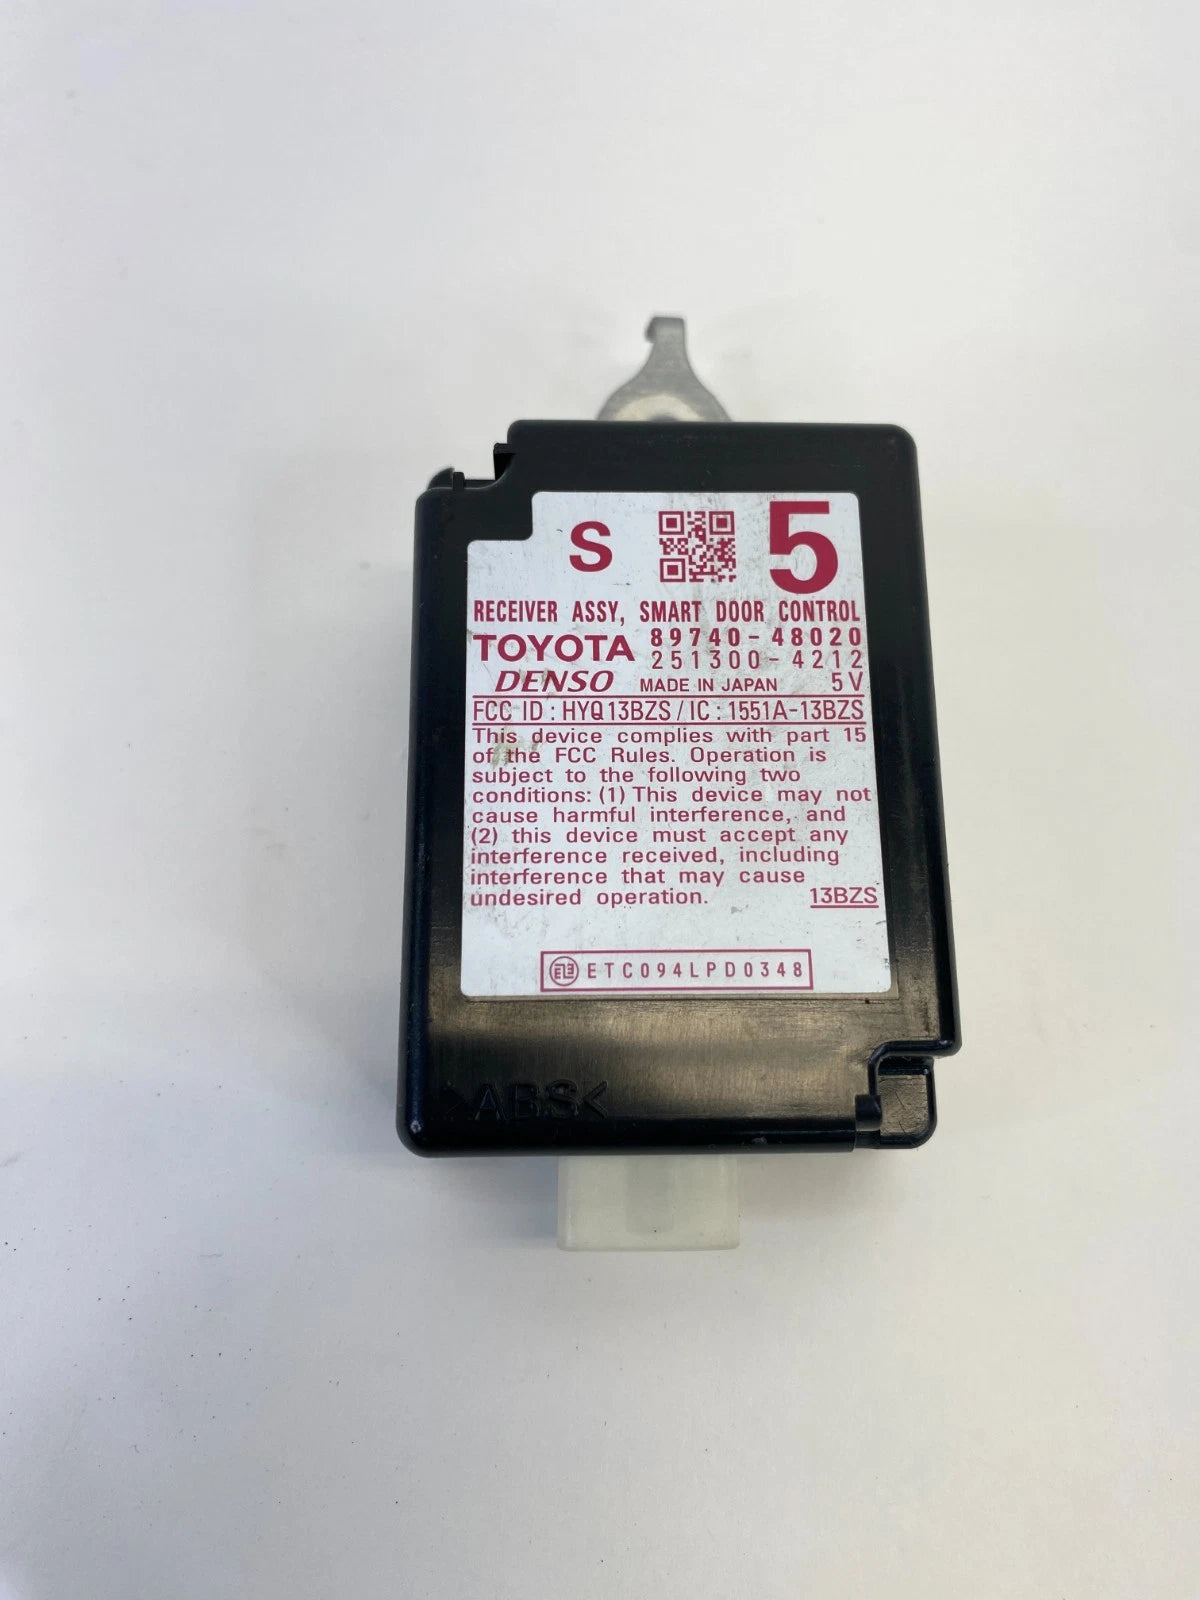 S 5
RECEIVER ASSY, SMART DOOR CONTROL
TOYOTA 89740-48020
251300-4212
DENSO MADE IN JAPAN 5V
FCC ID : HYQ13BZS / IC : 1551A-13BZS
This device complies with part 15
of the FCC Rules. Operation is
subject to the following two
conditions: (1) This device may not
cause harmful interference, and
(2) this device must accept any
interference received, including
interference that may cause
undesired operation. 13BZS
ETC094LPD0348
>ABS<